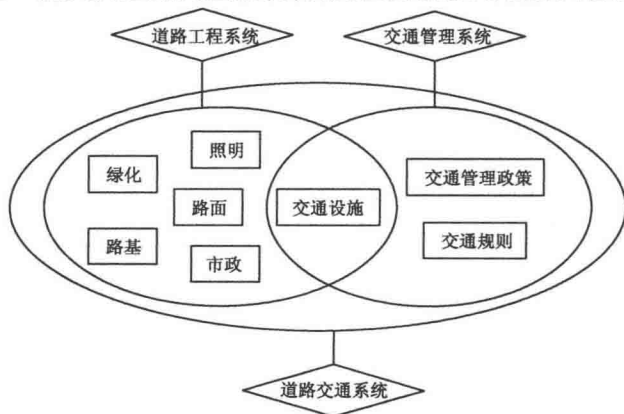 道路工程系统
交通管理系统
照明
绿化
交通管理政策
路面
交通设施
路基
交通规则
市政
道路交通系统